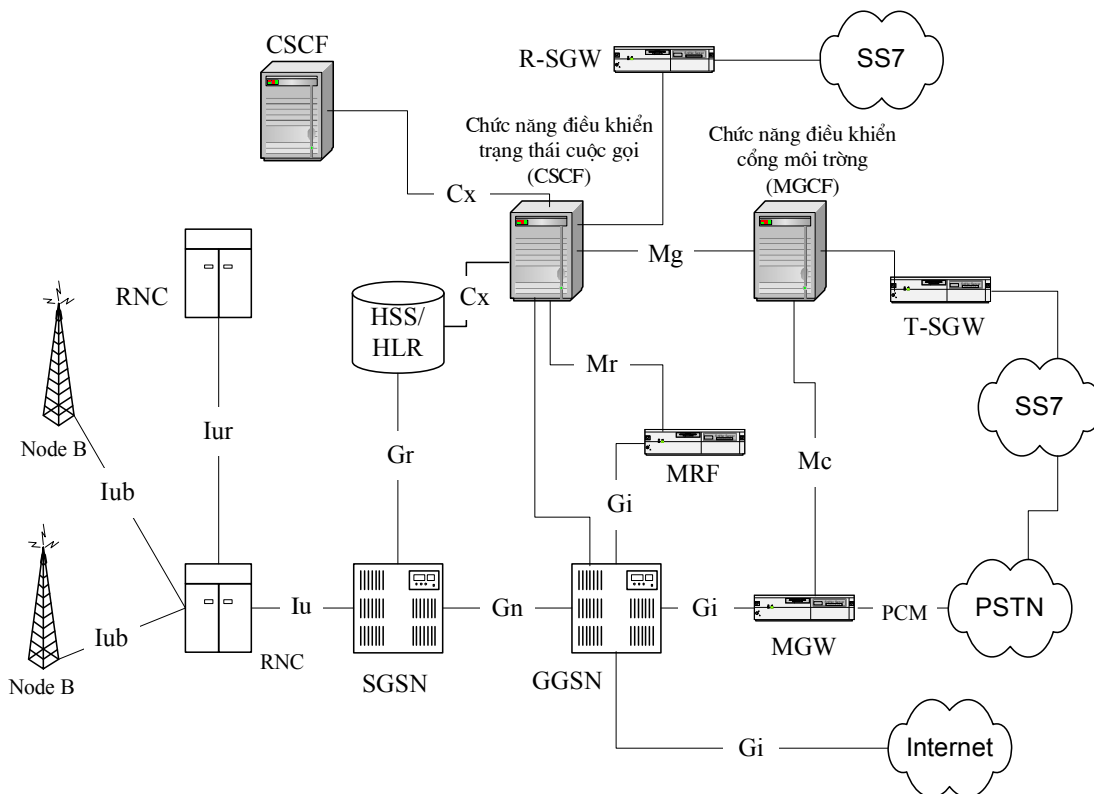 CSCF
R-SGW
SS7
Chức năng điều khiển
trạng thái cuộc gọi
(CSCF)
Chức năng điều khiển
cổng môi trờng
(MGCF)
Cx
Mg
RNC
Cx
HSS/
HLR
T-SGW
Mr
SS7
Node B
Iur
Gr
MRF
Mc
Iub
Gi
Iu
Gn
Gi
PCM
PSTN
Iub
RNC
MGW
Node B
SGSN
GGSN
Gi
Internet